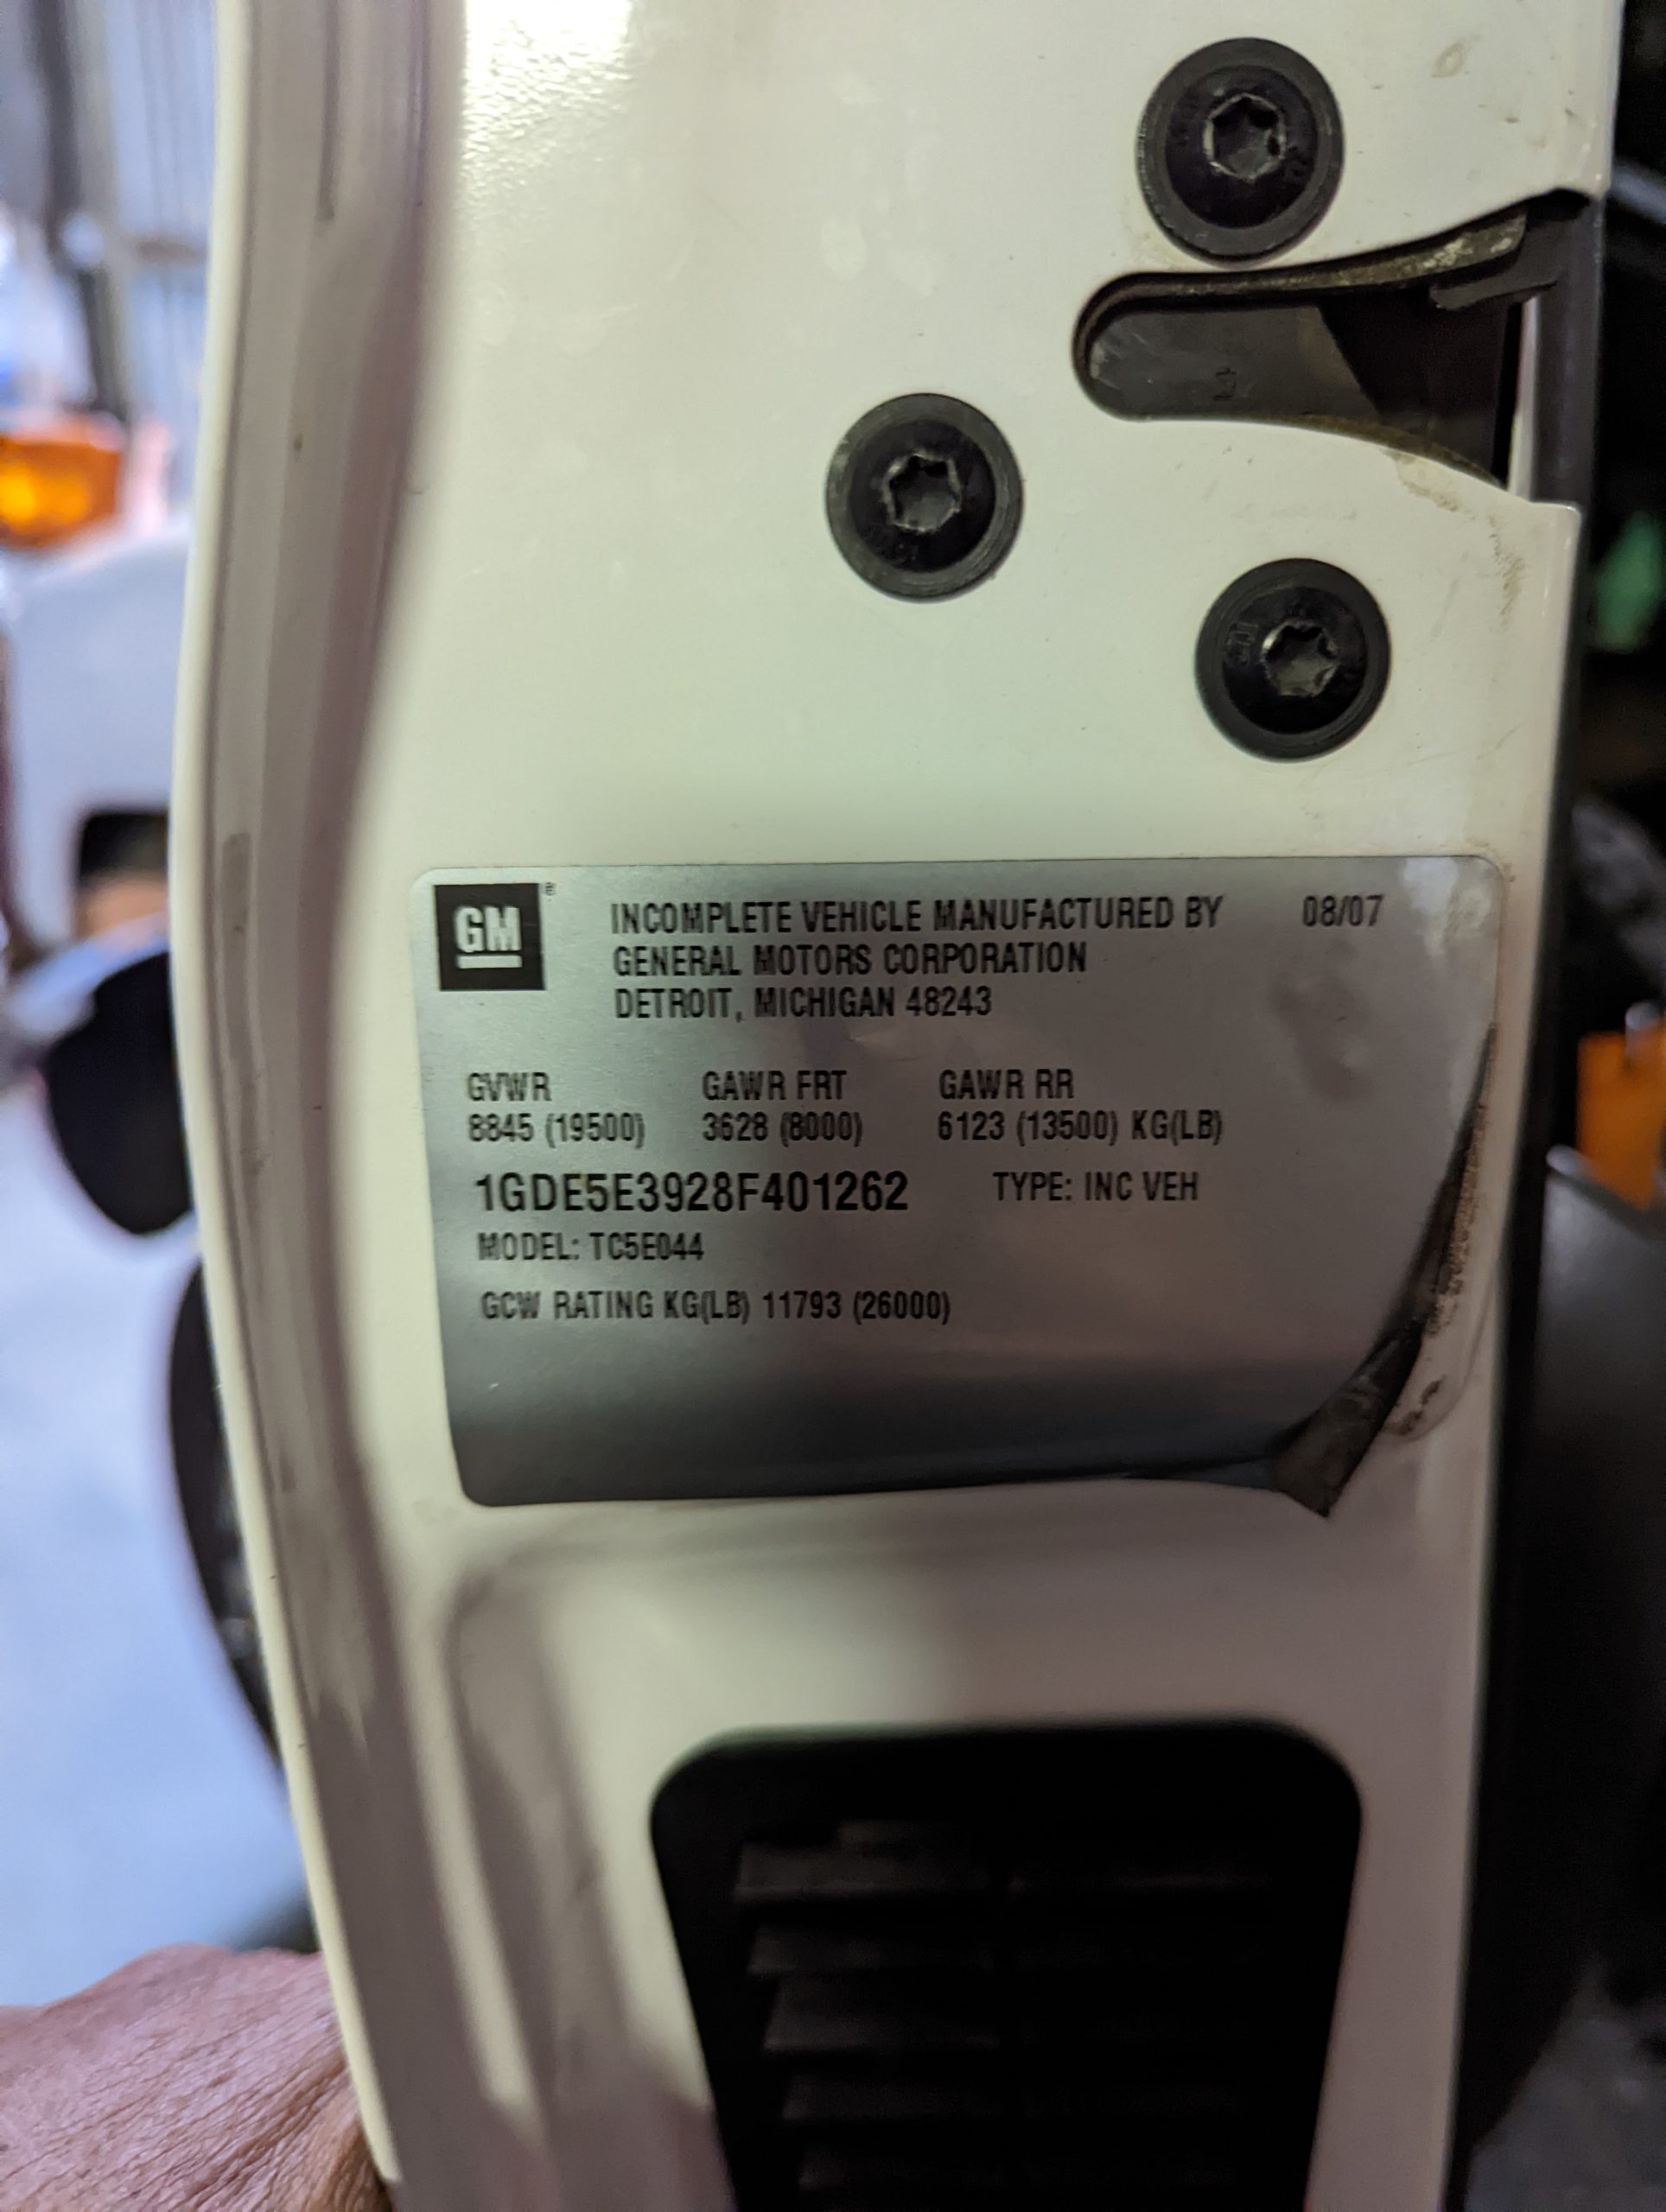 GM ®
INCOMPLETE VEHICLE MANUFACTURED BY 08/07
GENERAL MOTORS CORPORATION
DETROIT, MICHIGAN 48243
GVWR GAWR FRT GAWR RR
8845 (19500) 3628 (8000) 6123 (13500) KG(LB)
1GDE5E3928F401262 TYPE: INC VEH
MODEL: TC5E044
GCW RATING KG(LB) 11793 (26000)